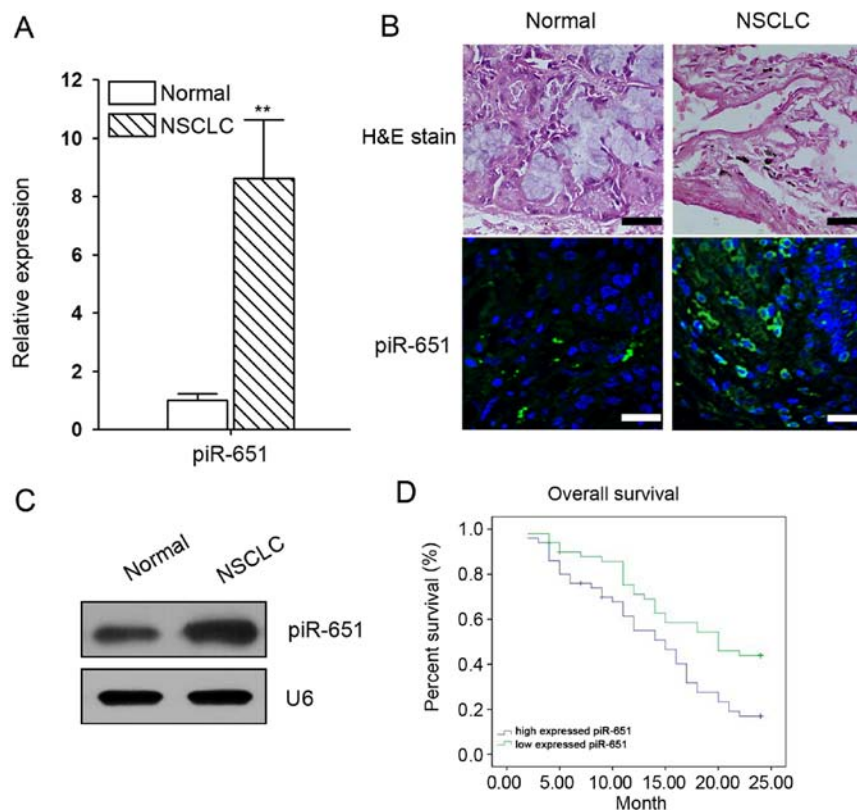 A
Normal
NSCLC
**
12
10
8
6
4
2
0
Relative expression
piR-651
B
Normal
NSCLC
H&E stain
piR-651
C
Normal
NSCLC
piR-651
U6
D
Overall survival
Percent survival (%)
1.0
0.8
0.6
0.4
0.2
0.0
high expressed piR-651
low expressed piR-651
0.00 5.00 10.00 15.00 20.00 25.00
Month